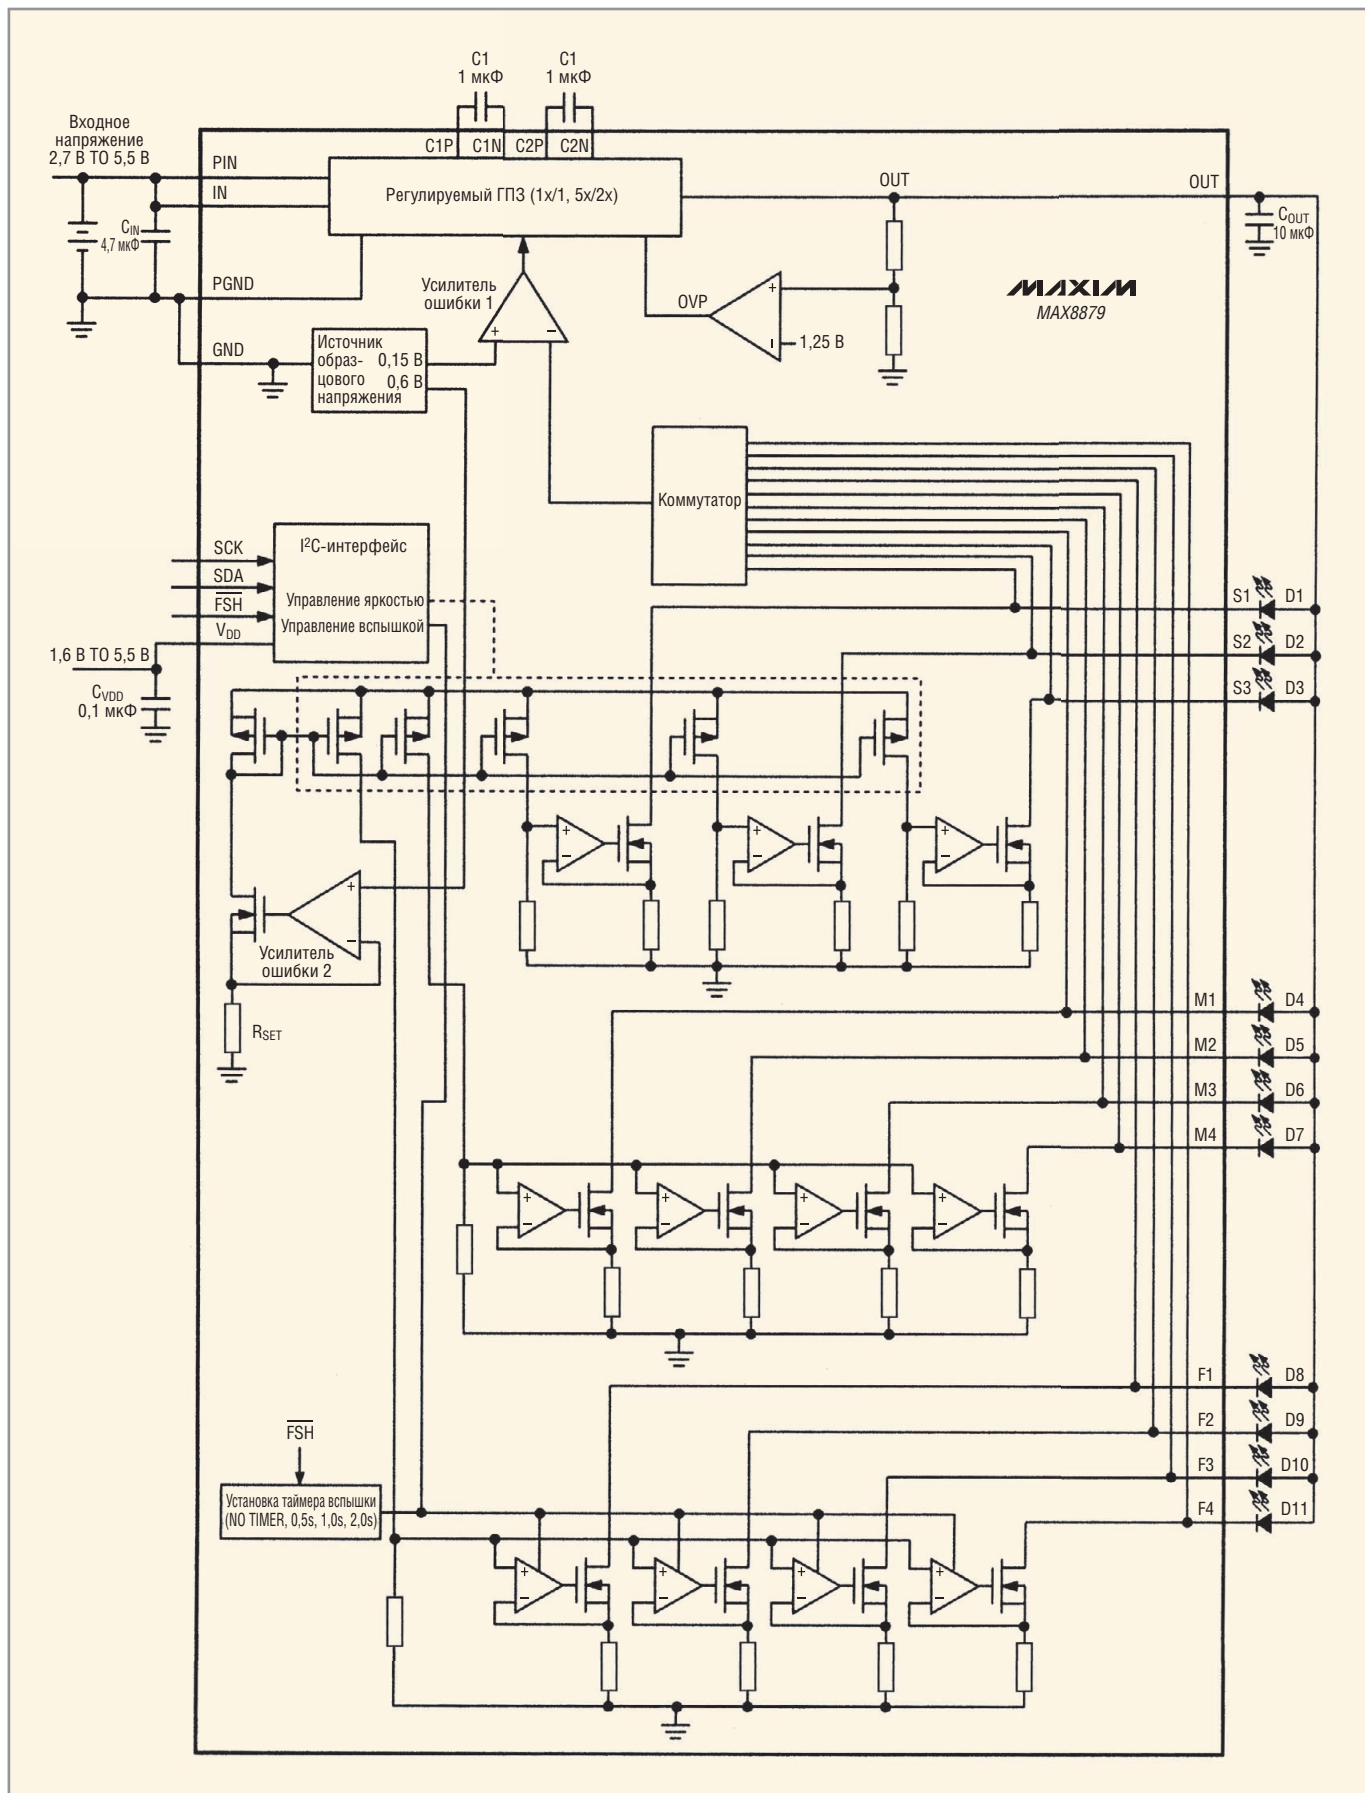 C1
1 мкФ
C1
1 мкФ
Входное
напряжение
2,7 В ТО 5,5 В
C1P
C1N
C2P
C2N
PIN
IN
Регулируемый ГПЗ (1x/1, 5x/2x)
OUT
OUT
CIN
4,7 мкФ
COUT
10 мкФ
PGND
Усилитель
ошибки 1
+
–
OVP
+
–
1,25 В
MAXIM
MAX8879
GND
Источник
образ-
цового
напряжения
0,15 В
0,6 В
Коммутатор
SCK
SDA
FSH
VDD
I²C-интерфейс
Управление яркостью
Управление вспышкой
1,6 В ТО 5,5 В
CVDD
0,1 мкФ
S1
D1
S2
D2
S3
D3
+
–
+
–
+
–
+
–
Усилитель
ошибки 2
RSET
M1
D4
M2
D5
M3
D6
M4
D7
+
–
+
–
+
–
+
–
F1
D8
F2
D9
F3
D10
F4
D11
FSH
Установка таймера вспышки
(NO TIMER, 0,5s, 1,0s, 2,0s)
+
–
+
–
+
–
+
–